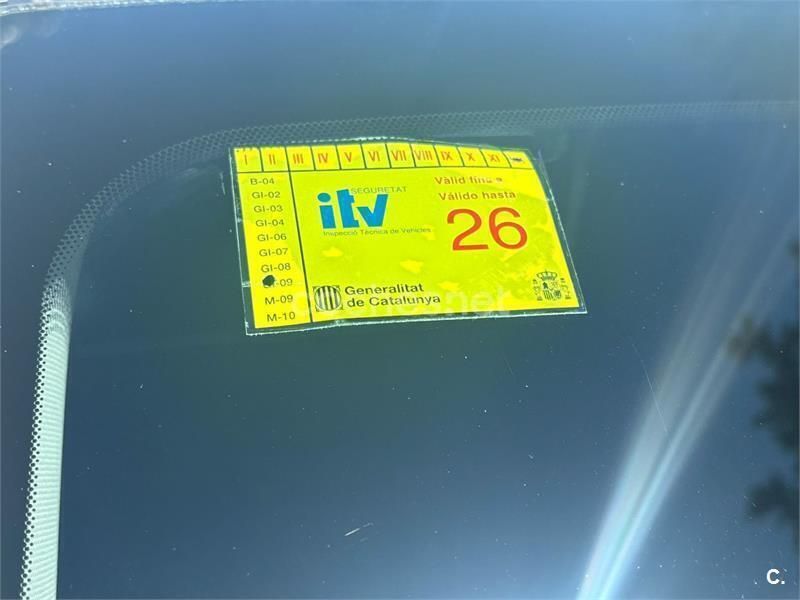 I II III IV V VI VII VIII IX X XI
B-04
GI-02
GI-03
GI-04
GI-06
GI-07
GI-08
-09
M-09
M-10
SEGURETAT
itv
Inspecció Tècnica de Vehicles
Vàlid fins a
Válido hasta
26
Generalitat
de Catalunya
C.